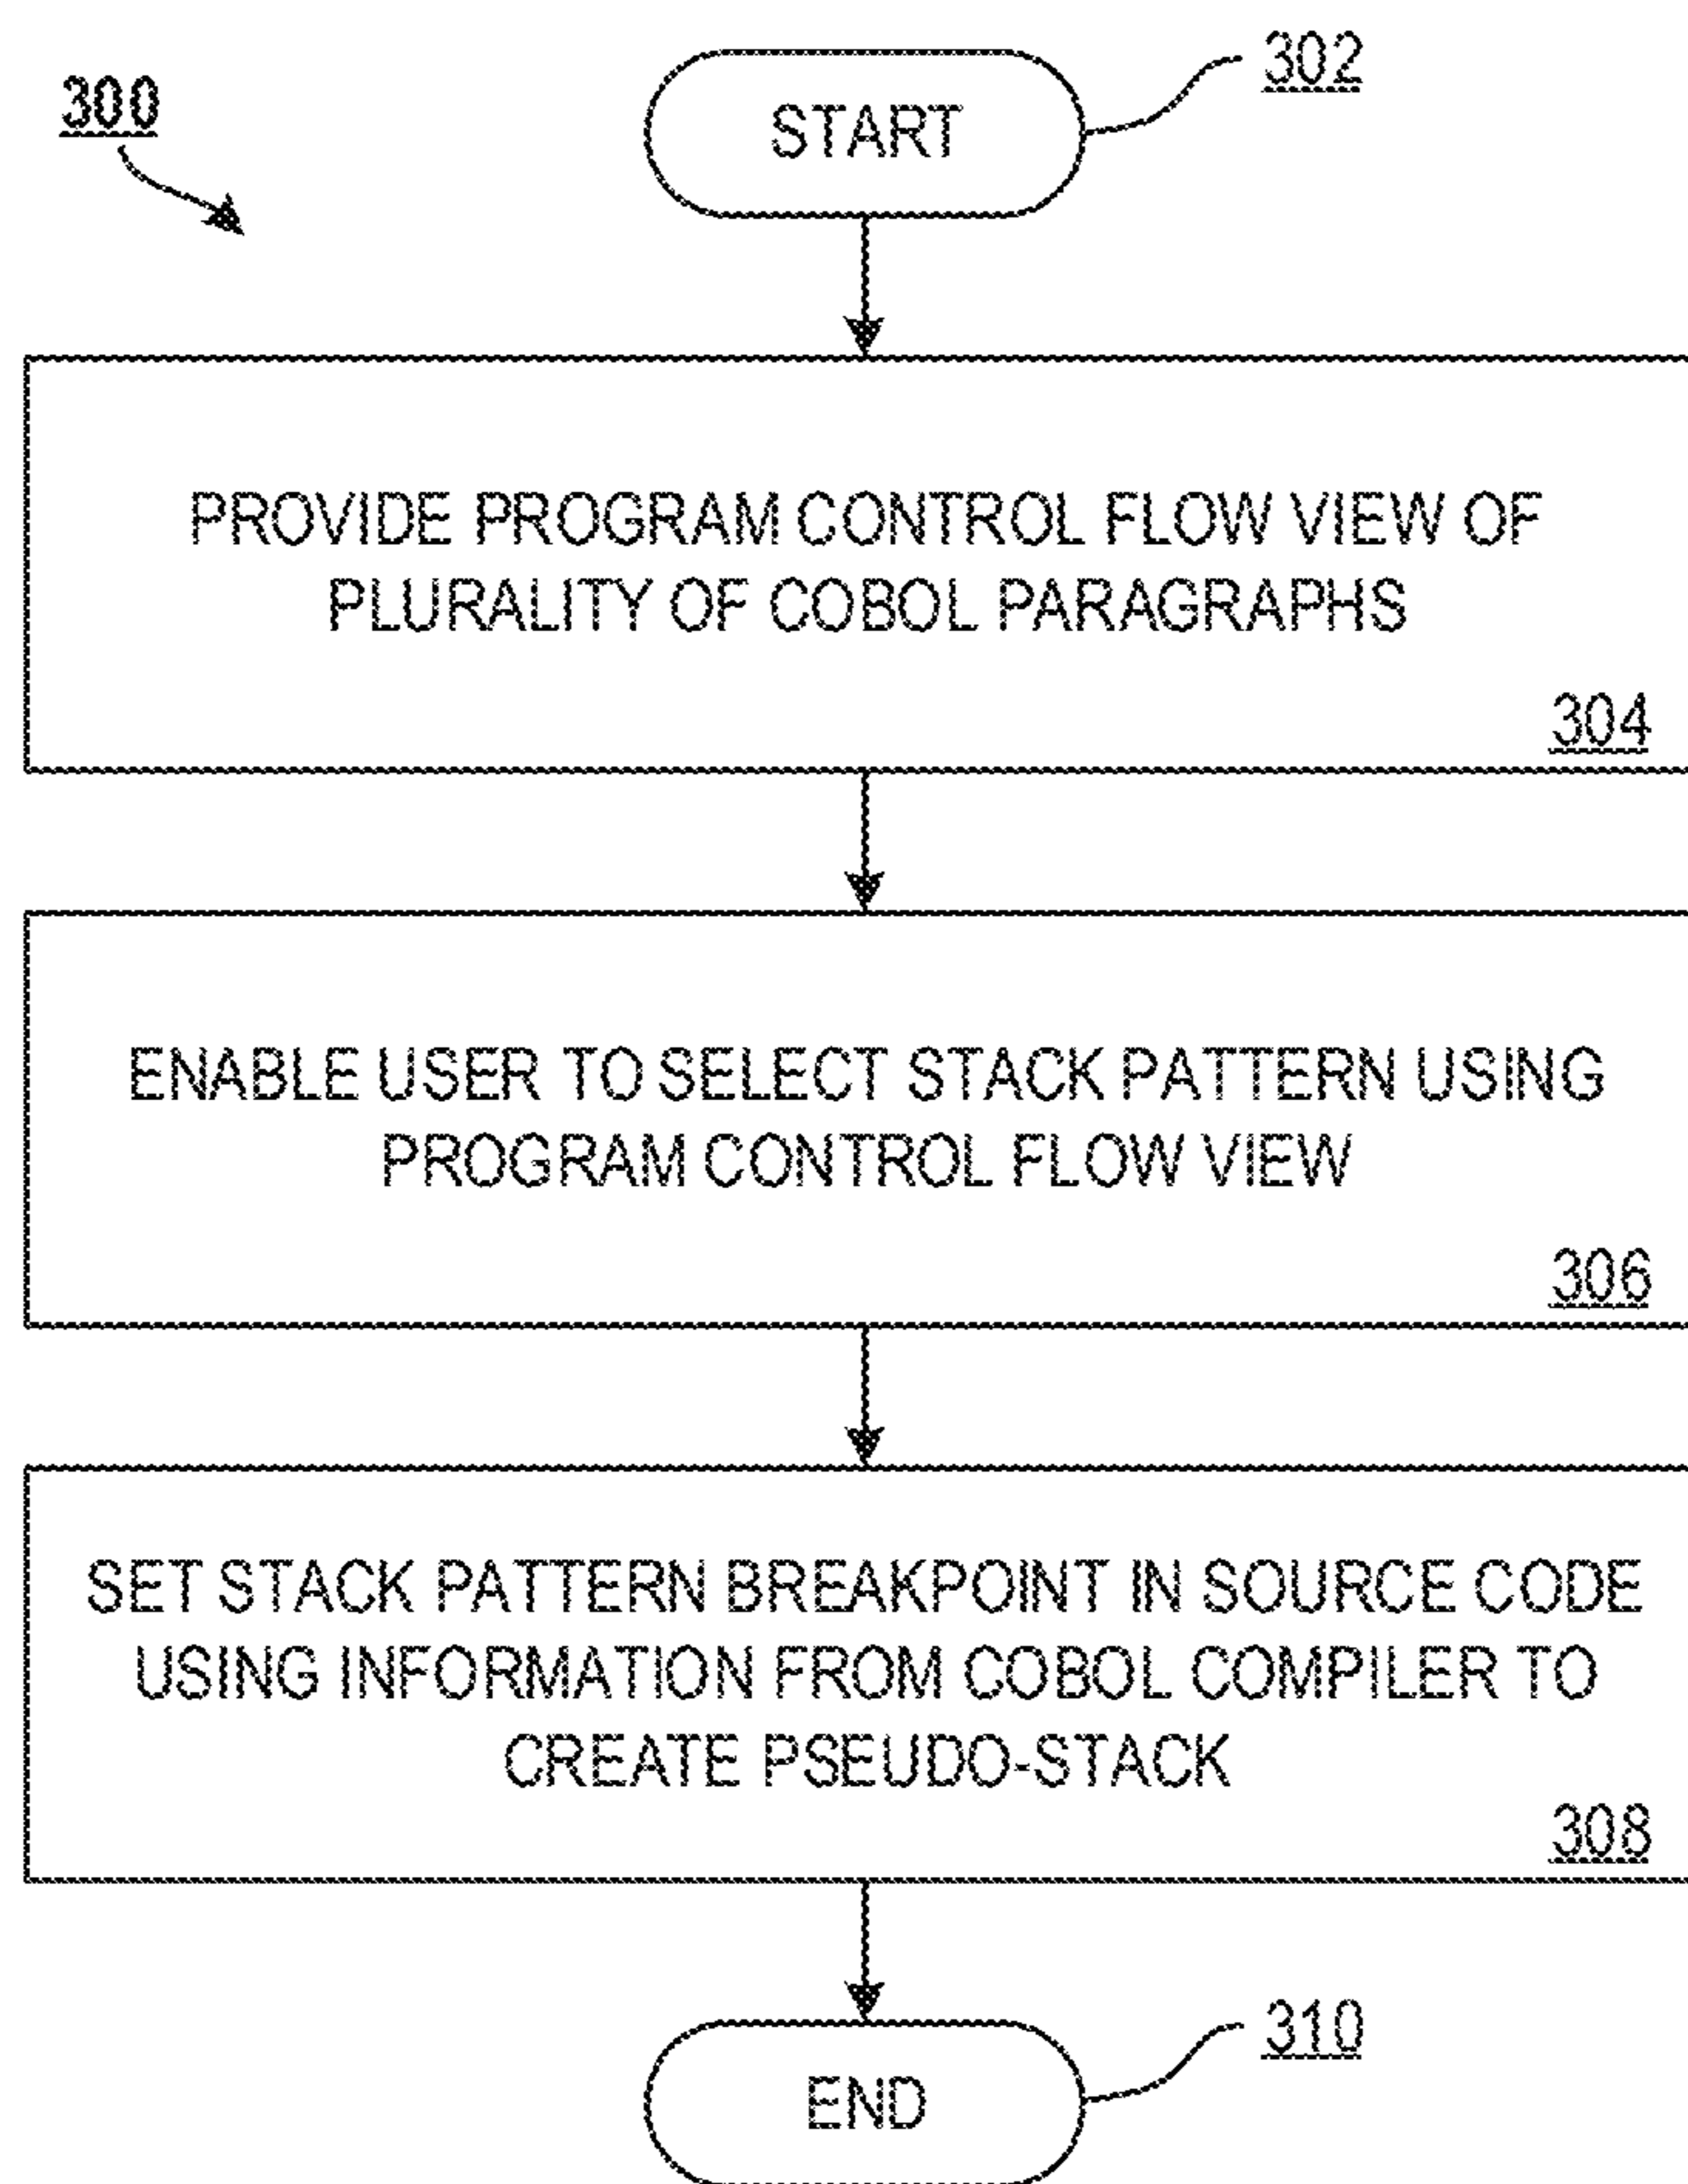 300
302
START
PROVIDE PROGRAM CONTROL FLOW VIEW OF
PLURALITY OF COBOL PARAGRAPHS
304
ENABLE USER TO SELECT STACK PATTERN USING
PROGRAM CONTROL FLOW VIEW
306
SET STACK PATTERN BREAKPOINT IN SOURCE CODE
USING INFORMATION FROM COBOL COMPILER TO
CREATE PSEUDO-STACK
308
310
END